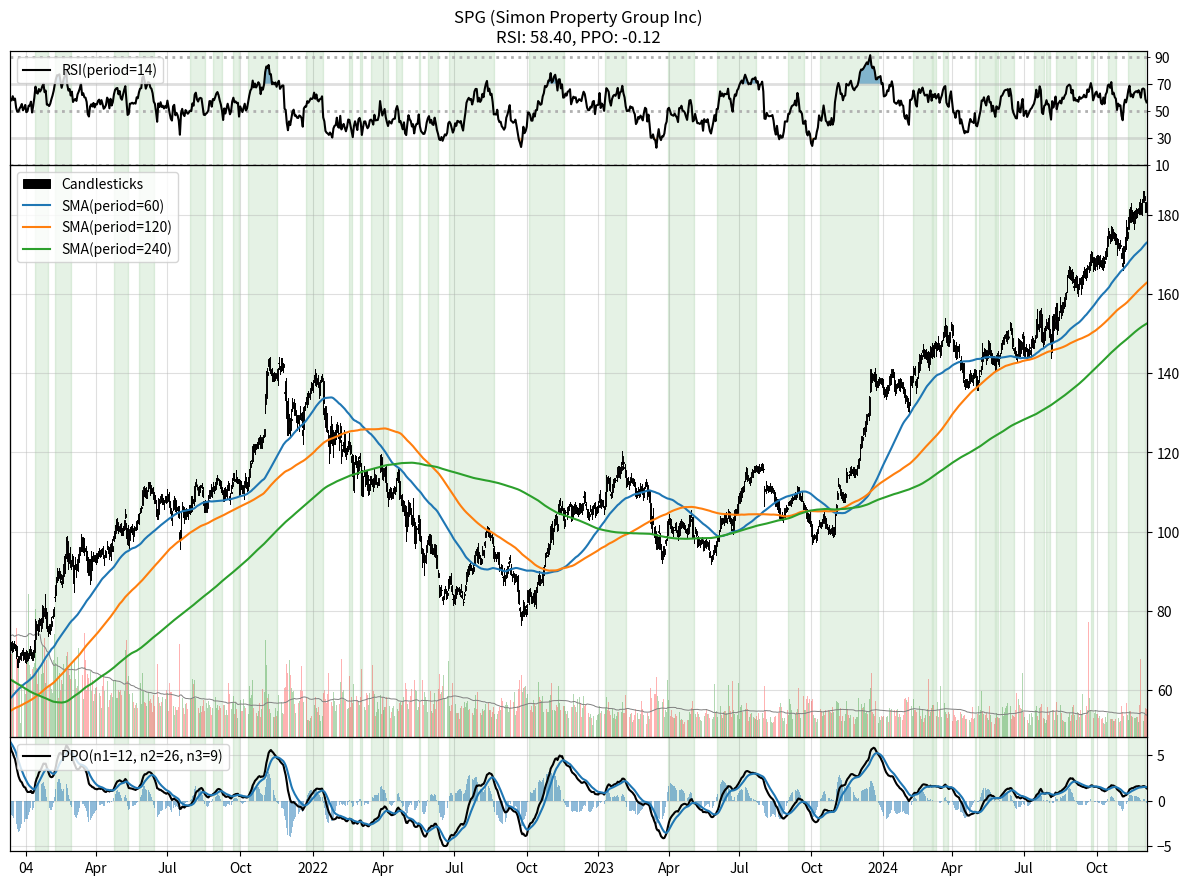 SPG (Simon Property Group Inc)
RSI: 58.40, PPO: -0.12
RSI(period=14)
90
70
50
30
10
Candlesticks
SMA(period=60)
SMA(period=120)
SMA(period=240)
180
160
140
120
100
80
60
PPO(n1=12, n2=26, n3=9)
5
0
−5
04 Apr Jul Oct 2022 Apr Jul Oct 2023 Apr Jul Oct 2024 Apr Jul Oct